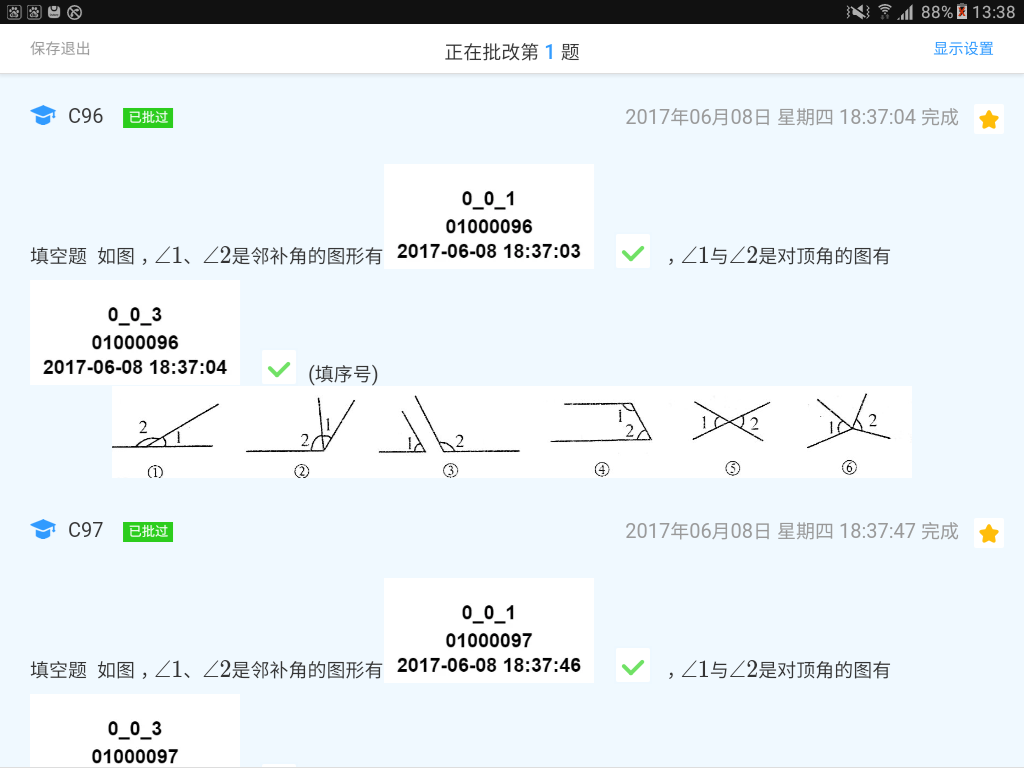 88% 13:38
保存退出 正在批改第 1 题 显示设置
C96 已批过 2017年06月08日 星期四 18:37:04 完成
0_0_1
01000096
2017-06-08 18:37:03
填空题 如图，∠1、∠2是邻补角的图形有 ，∠1与∠2是对顶角的图有
0_0_3
01000096
2017-06-08 18:37:04
(填序号)
2 1 2 1 1 2 1 2 1 2 1 2
① ② ③ ④ ⑤ ⑥
C97 已批过 2017年06月08日 星期四 18:37:47 完成
0_0_1
01000097
2017-06-08 18:37:46
填空题 如图，∠1、∠2是邻补角的图形有 ，∠1与∠2是对顶角的图有
0_0_3
01000097